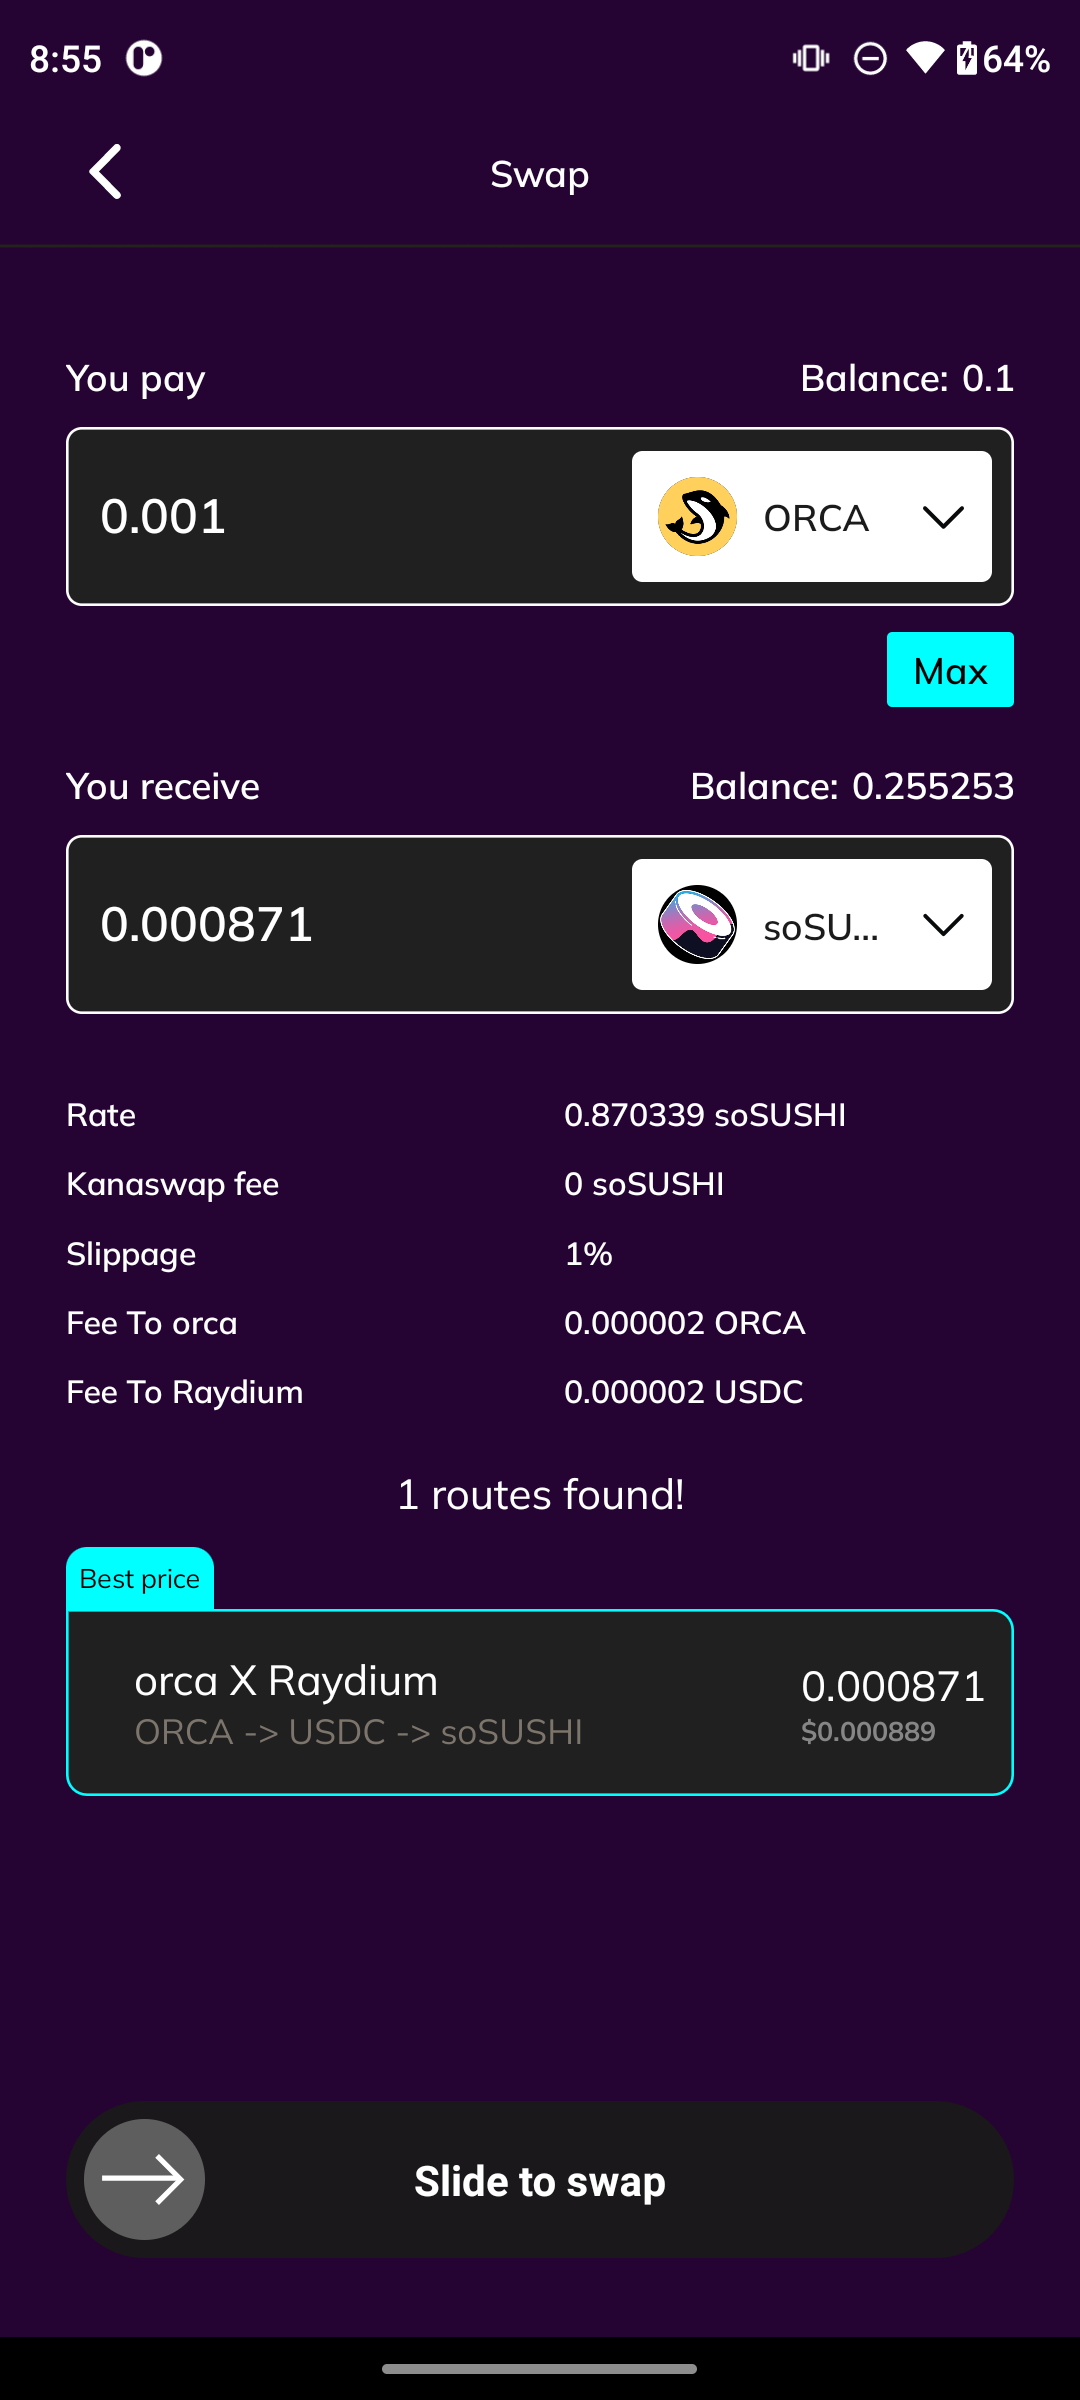 8:55
64%
Swap
You pay Balance: 0.1
0.001 ORCA
Max
You receive Balance: 0.255253
0.000871 soSU...
Rate 0.870339 soSUSHI
Kanaswap fee 0 soSUSHI
Slippage 1%
Fee To orca 0.000002 ORCA
Fee To Raydium 0.000002 USDC
1 routes found!
Best price
orca X Raydium 0.000871
ORCA -> USDC -> soSUSHI $0.000889
Slide to swap